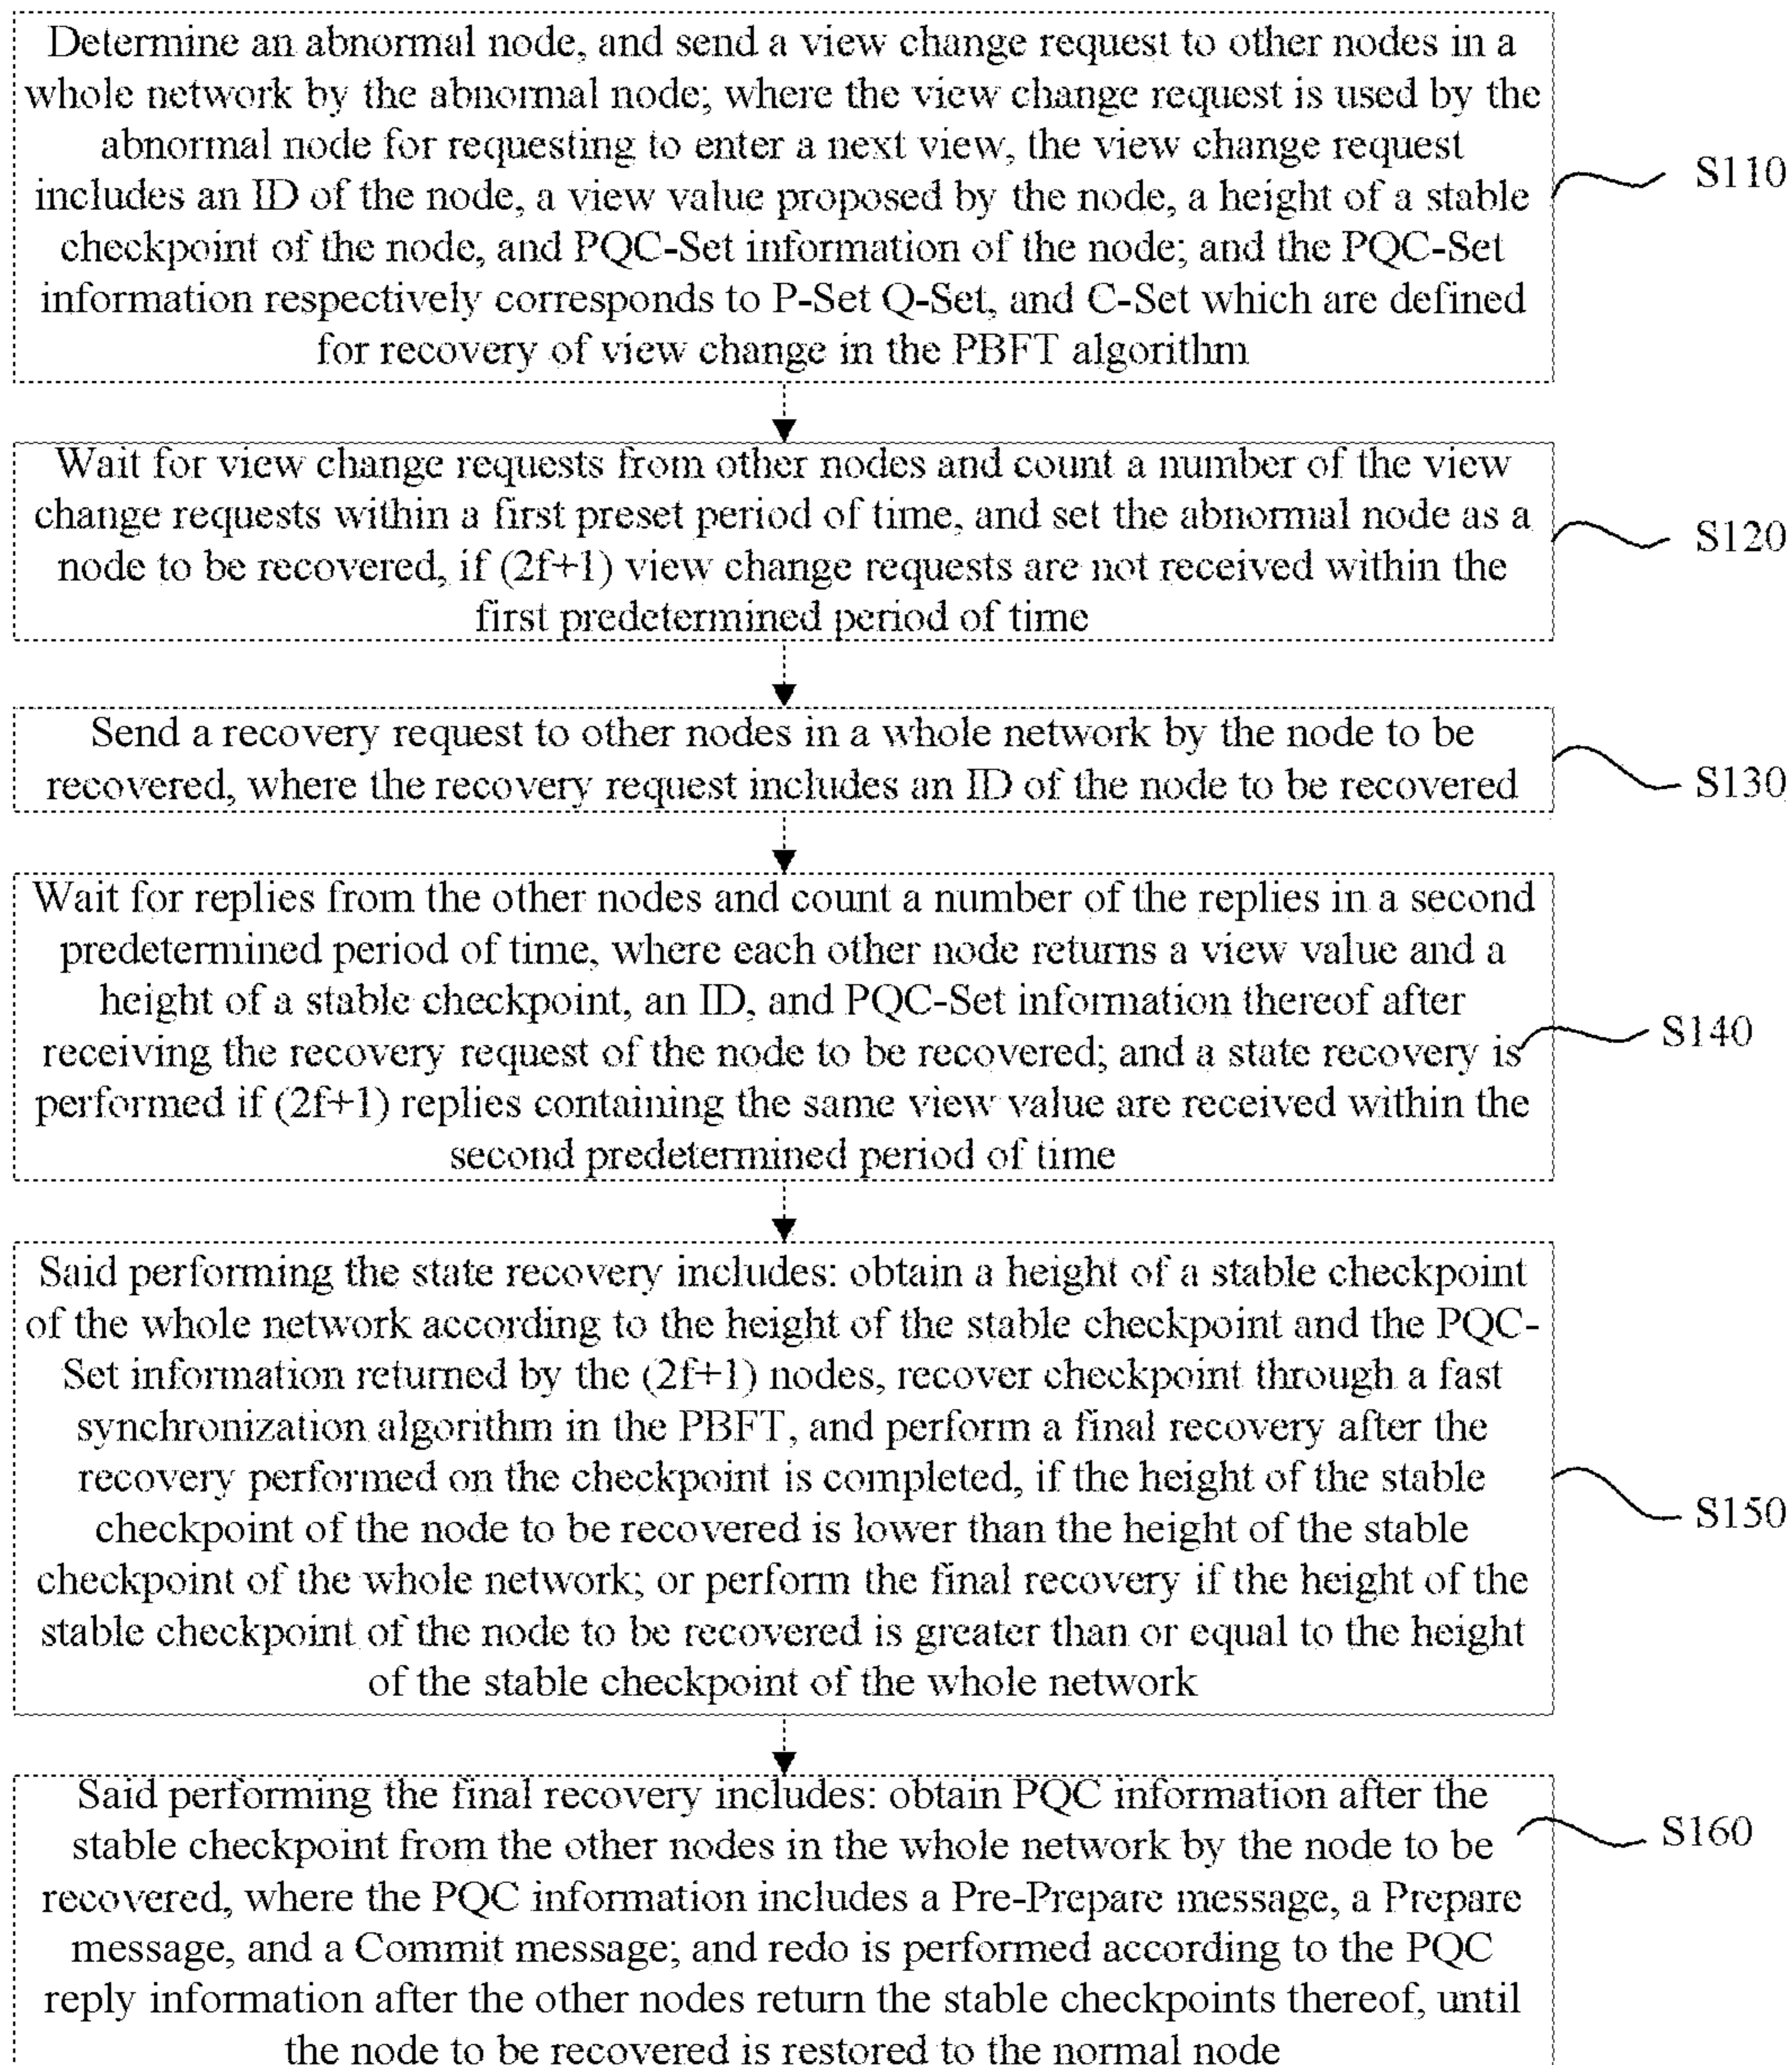 Determine an abnormal node, and send a view change request to other nodes in a
whole network by the abnormal node; where the view change request is used by the
abnormal node for requesting to enter a next view, the view change request
includes an ID of the node, a view value proposed by the node, a height of a stable
checkpoint of the node, and PQC-Set information of the node; and the PQC-Set
information respectively corresponds to P-Set Q-Set, and C-Set which are defined
for recovery of view change in the PBFT algorithm
S110
Wait for view change requests from other nodes and count a number of the view
change requests within a first preset period of time, and set the abnormal node as a
node to be recovered, if (2f+1) view change requests are not received within the
first predetermined period of time
S120
Send a recovery request to other nodes in a whole network by the node to be
recovered, where the recovery request includes an ID of the node to be recovered
S130
Wait for replies from the other nodes and count a number of the replies in a second
predetermined period of time, where each other node returns a view value and a
height of a stable checkpoint, an ID, and PQC-Set information thereof after
receiving the recovery request of the node to be recovered; and a state recovery is
performed if (2f+1) replies containing the same view value are received within the
second predetermined period of time
S140
Said performing the state recovery includes: obtain a height of a stable checkpoint
of the whole network according to the height of the stable checkpoint and the PQC-
Set information returned by the (2f+1) nodes, recover checkpoint through a fast
synchronization algorithm in the PBFT, and perform a final recovery after the
recovery performed on the checkpoint is completed, if the height of the stable
checkpoint of the node to be recovered is lower than the height of the stable
checkpoint of the whole network; or perform the final recovery if the height of the
stable checkpoint of the node to be recovered is greater than or equal to the height
of the stable checkpoint of the whole network
S150
Said performing the final recovery includes: obtain PQC information after the
stable checkpoint from the other nodes in the whole network by the node to be
recovered, where the PQC information includes a Pre-Prepare message, a Prepare
message, and a Commit message; and redo is performed according to the PQC
reply information after the other nodes return the stable checkpoints thereof, until
the node to be recovered is restored to the normal node
S160